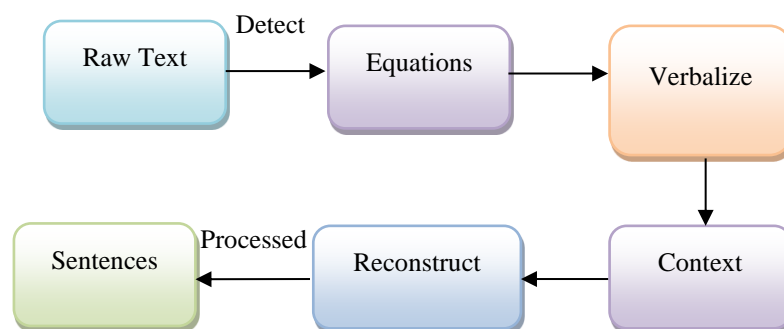 Detect
Raw Text
Equations
Verbalize
Processed
Sentences
Reconstruct
Context